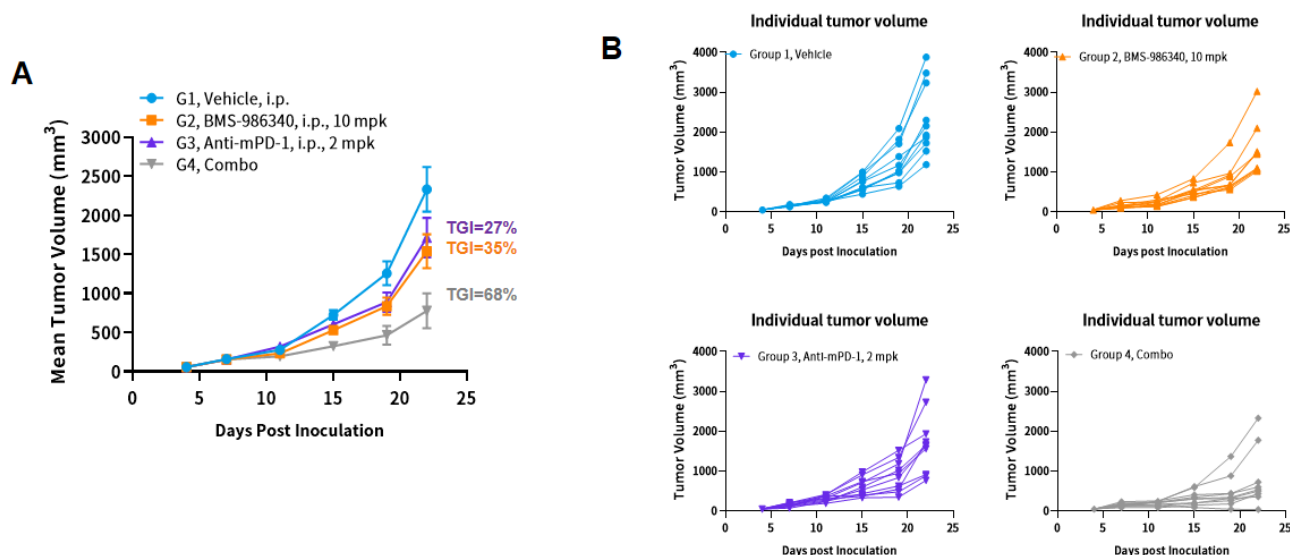 A
G1, Vehicle, i.p.
G2, BMS-986340, i.p., 10 mpk
G3, Anti-mPD-1, i.p., 2 mpk
G4, Combo
Mean Tumor Volume (mm³)
3000
2500
2000
1500
1000
500
0
TGI=27%
TGI=35%
TGI=68%
0 5 10 15 20 25
Days Post Inoculation
B
Individual tumor volume
Group 1, Vehicle
Tumor Volume (mm³)
4000
3000
2000
1000
0
0 5 10 15 20 25
Days post Inoculation
Individual tumor volume
Group 2, BMS-986340, 10 mpk
Tumor Volume (mm³)
4000
3000
2000
1000
0
0 5 10 15 20 25
Days post Inoculation
Individual tumor volume
Group 3, Anti-mPD-1, 2 mpk
Tumor Volume (mm³)
4000
3000
2000
1000
0
0 5 10 15 20 25
Days post Inoculation
Individual tumor volume
Group 4, Combo
Tumor Volume (mm³)
4000
3000
2000
1000
0
0 5 10 15 20 25
Days post Inoculation